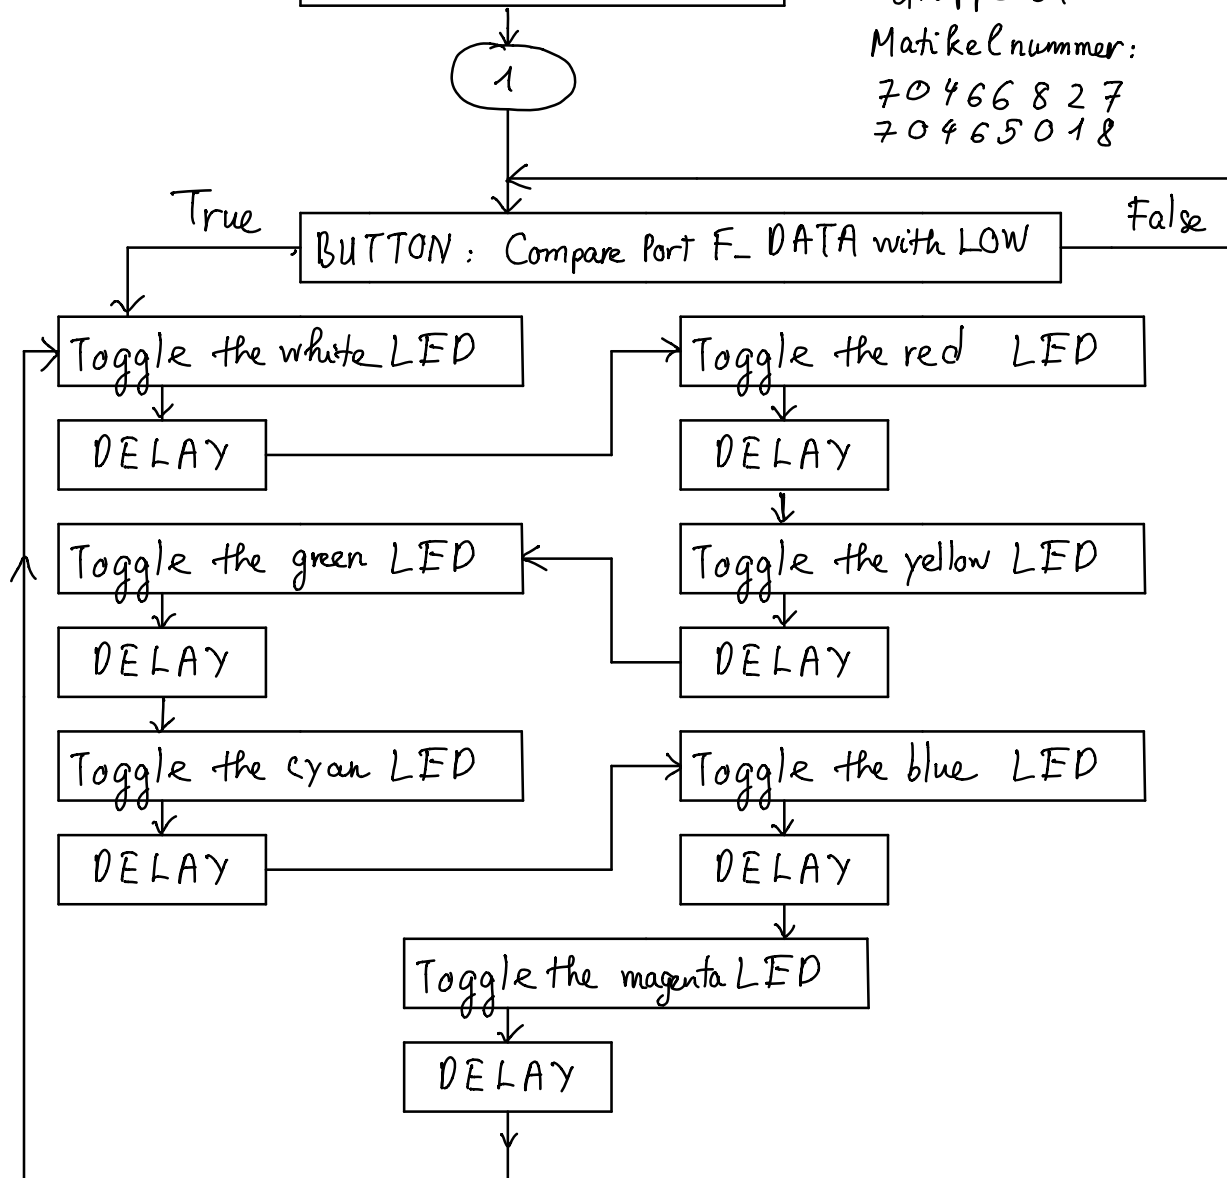 Matikelnummer:
1
70466827
70465018
True
False
BUTTON: Compare Port F_DATA with LOW
Toggle the white LED
Toggle the red LED
DELAY
DELAY
Toggle the green LED
Toggle the yellow LED
DELAY
DELAY
Toggle the cyan LED
Toggle the blue LED
DELAY
DELAY
Toggle the magenta LED
DELAY